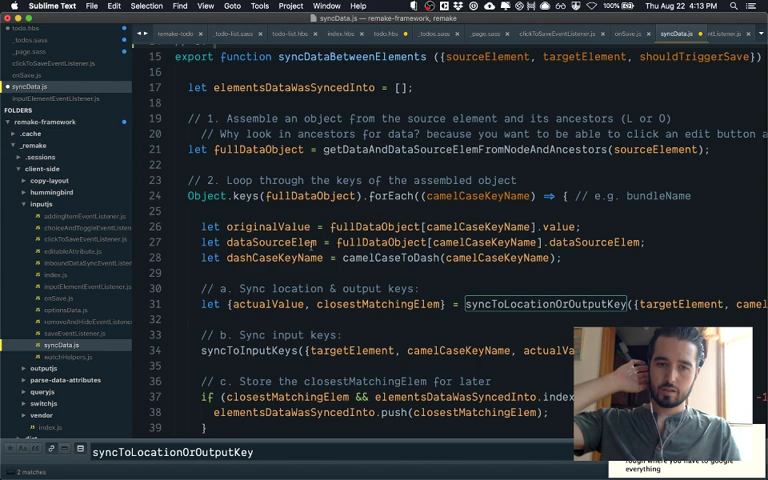 Sublime Text File Edit Selection Find View Goto Tools Project Window Help 100% Thu Aug 22 4:13 PM
syncData.js — remake-framework, remake
todo.hbs
_todos.sass
_page.sass
clickToSaveEventListener.js
onSave.js
syncData.js
inputElementEventListener.js
FOLDERS
remake-framework
.cache
_remake
.sessions
client-side
copy-layout
hummingbird
inputjs
addingItemEventListener.js
choiceAndToggleEventListener.js
clickToSaveEventListener.js
editableAttribute.js
inboundDataSyncEventListener.js
index.js
inputElementEventListener.js
onSave.js
optionsData.js
removeAndHideEventListener.js
saveEventListener.js
syncData.js
watchHelpers.js
outputjs
parse-data-attributes
queryjs
switchjs
vendor
index.js
remake-todo _todo-list.sass todo-list.hbs index.hbs todo.hbs _todos.sass _page.sass clickToSaveEventListener.js onSave.js syncData.js
15 export function syncDataBetweenElements ({sourceElement, targetElement, shouldTriggerSave})
16
17 let elementsDataWasSyncedInto = [];
18
19 // 1. Assemble an object from the source element and its ancestors (L or O)
20 // Why look in ancestors for data? because you want to be able to click an edit button a
21 let fullDataObject = getDataAndDataSourceElemFromNodeAndAncestors(sourceElement);
22
23 // 2. Loop through the keys of the assembled object
24 Object.keys(fullDataObject).forEach((camelCaseKeyName) => { // e.g. bundleName
25
26 let originalValue = fullDataObject[camelCaseKeyName].value;
27 let dataSourceElem = fullDataObject[camelCaseKeyName].dataSourceElem;
28 let dashCaseKeyName = camelCaseToDash(camelCaseKeyName);
29
30 // a. Sync location & output keys:
31 let {actualValue, closestMatchingElem} = syncToLocationOrOutputKey({targetElement, camel
32
33 // b. Sync input keys:
34 syncToInputKeys({targetElement, camelCaseKeyName, actualVa
35
36 // c. Store the closestMatchingElem for later
37 if (closestMatchingElem && elementsDataWasSyncedInto.index -1
38 elementsDataWasSyncedInto.push(closestMatchingElem);
39 }
syncToLocationOrOutputKey
2 matches
rough where you have to google
everything